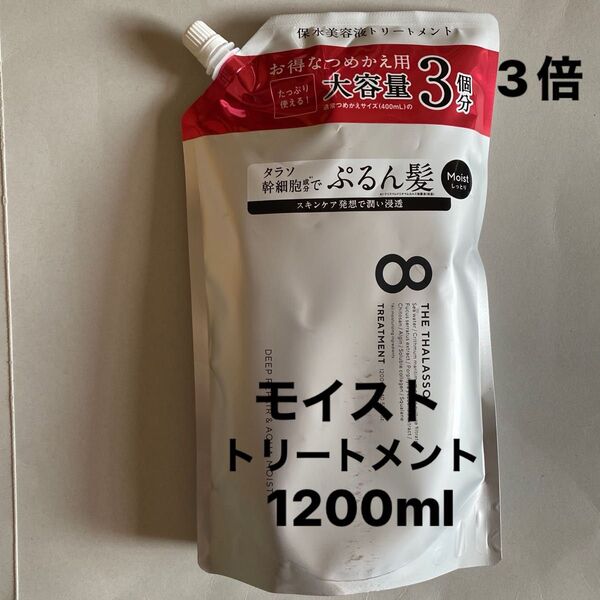 保水美容液トリートメント
お得なつめかえ用
たっぷり
使える！
大容量3個分
通常つめかえサイズ(400mL)の
3倍
タラソ
幹細胞成分で
ぷるん髪
Moist
しっとり
スキンケア発想で潤い浸透
8
THE THALASSO
TREATMENT
モイスト
トリートメント
1200ml